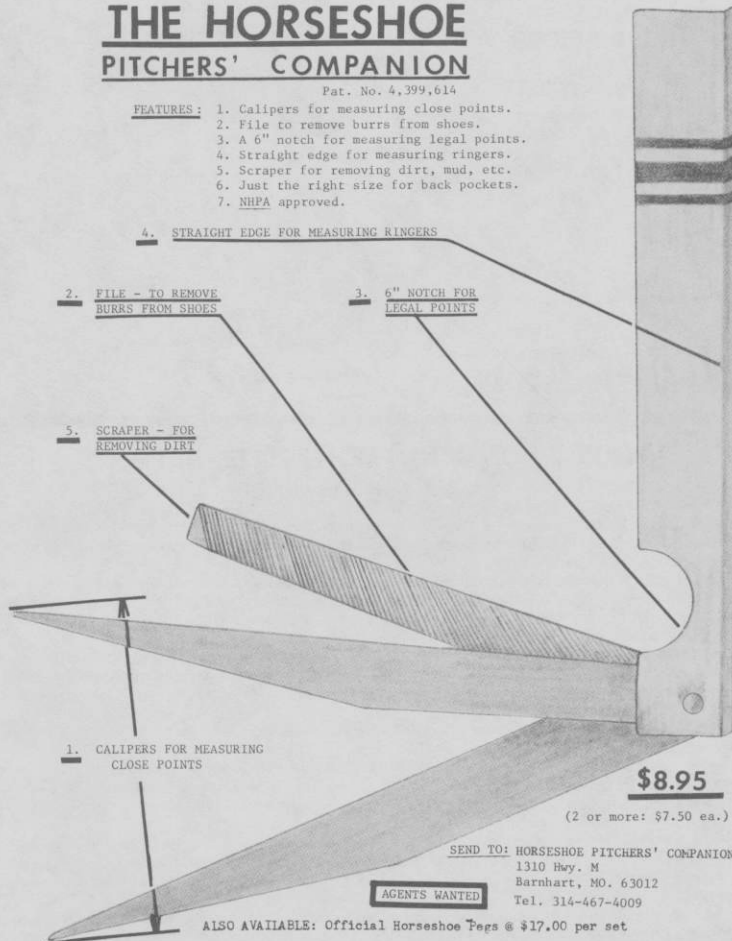 THE HORSESHOE
PITCHERS' COMPANION
Pat. No. 4,399,614
FEATURES: 1. Calipers for measuring close points.
2. File to remove burrs from shoes.
3. A 6" notch for measuring legal points.
4. Straight edge for measuring ringers.
5. Scraper for removing dirt, mud, etc.
6. Just the right size for back pockets.
7. NHPA approved.
4. STRAIGHT EDGE FOR MEASURING RINGERS
2. FILE - TO REMOVE
BURRS FROM SHOES
3. 6" NOTCH FOR
LEGAL POINTS
5. SCRAPER - FOR
REMOVING DIRT
1. CALIPERS FOR MEASURING
CLOSE POINTS
$8.95
(2 or more: $7.50 ea.)
SEND TO: HORSESHOE PITCHERS' COMPANION
1310 Hwy. M
Barnhart, MO. 63012
Tel. 314-467-4009
AGENTS WANTED
ALSO AVAILABLE: Official Horseshoe Pegs @ $17.00 per set